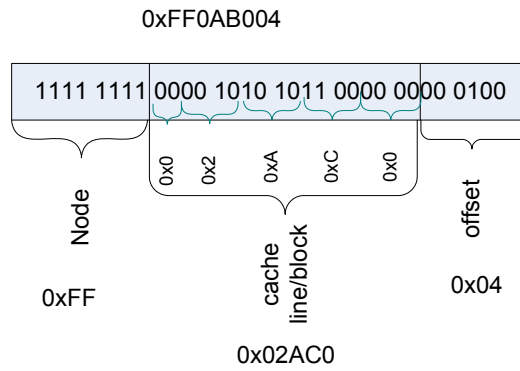 0xFF0AB004
1111 1111 0000 1010 1011 0000 0000 0100
0x0 0x2 0xA 0xC 0x0
Node
cache
line/block
offset
0xFF
0x04
0x02AC0